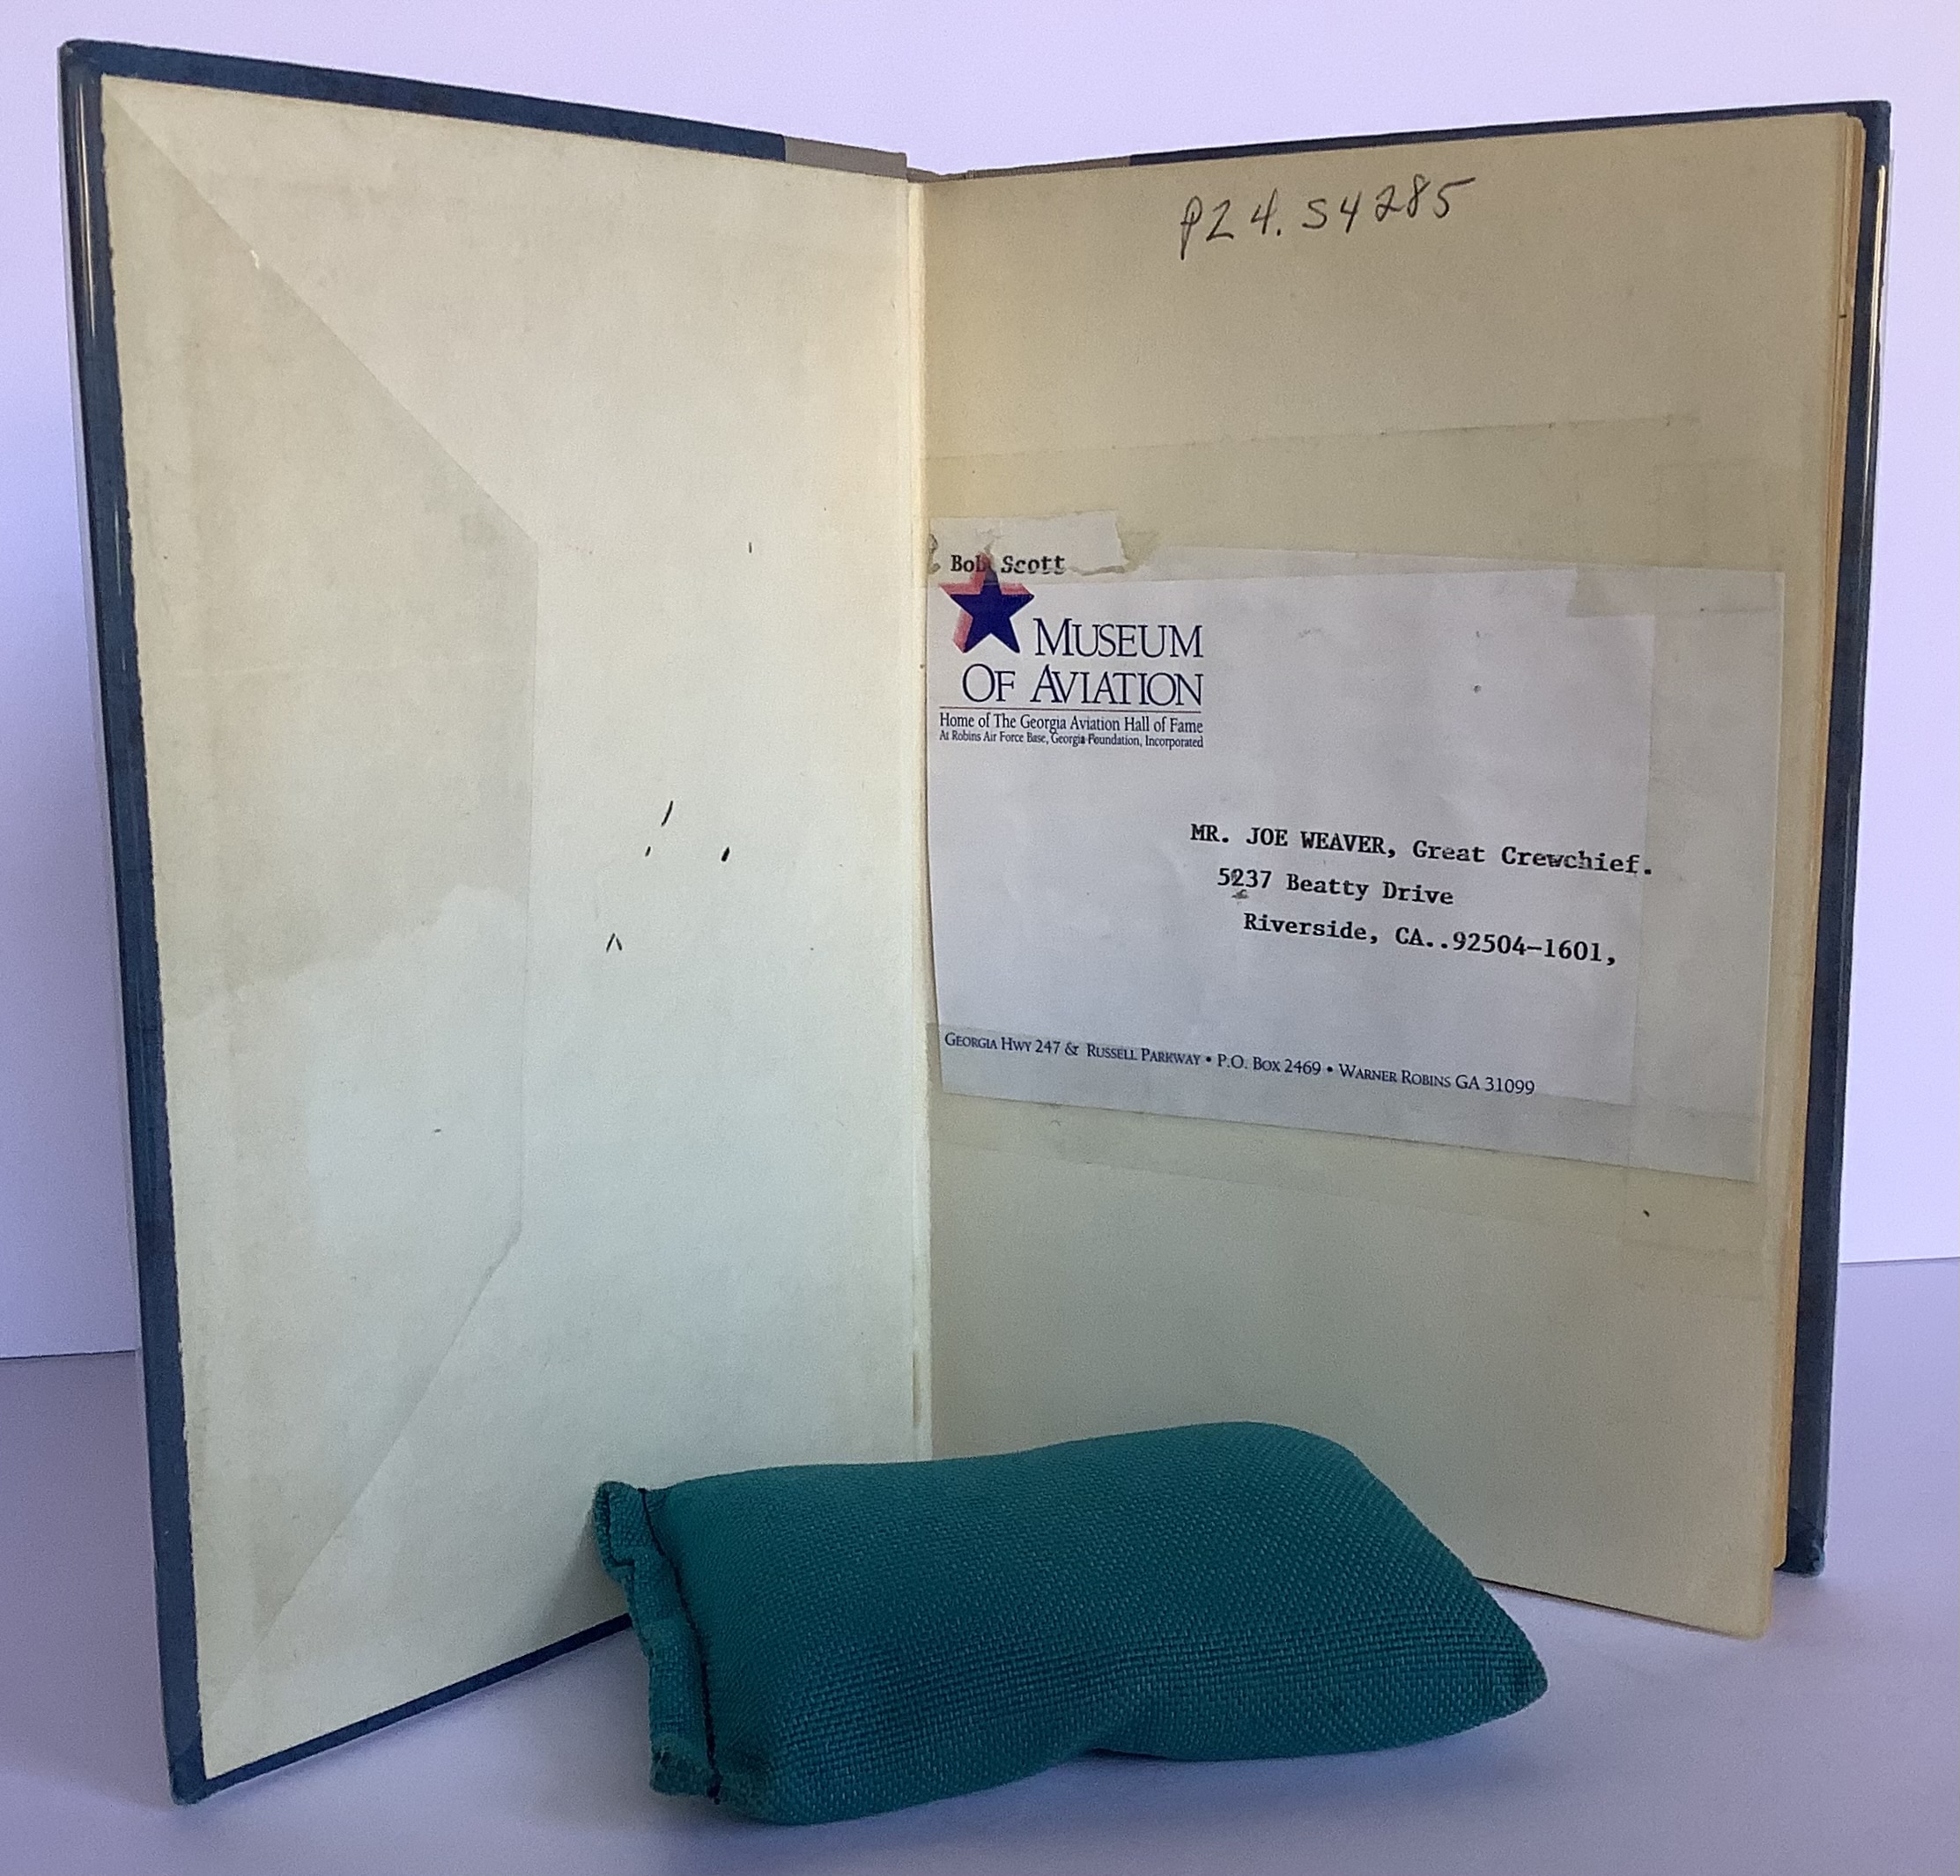 PZ4.S4285
Bob Scott
MUSEUM
OF AVIATION
Home of The Georgia Aviation Hall of Fame
At Robins Air Force Base, Georgia Foundation, Incorporated
MR. JOE WEAVER, Great Crewchief.
5237 Beatty Drive
Riverside, CA..92504-1601,
GEORGIA HWY 247 & RUSSELL PARKWAY • P.O. BOX 2469 • WARNER ROBINS GA 31099